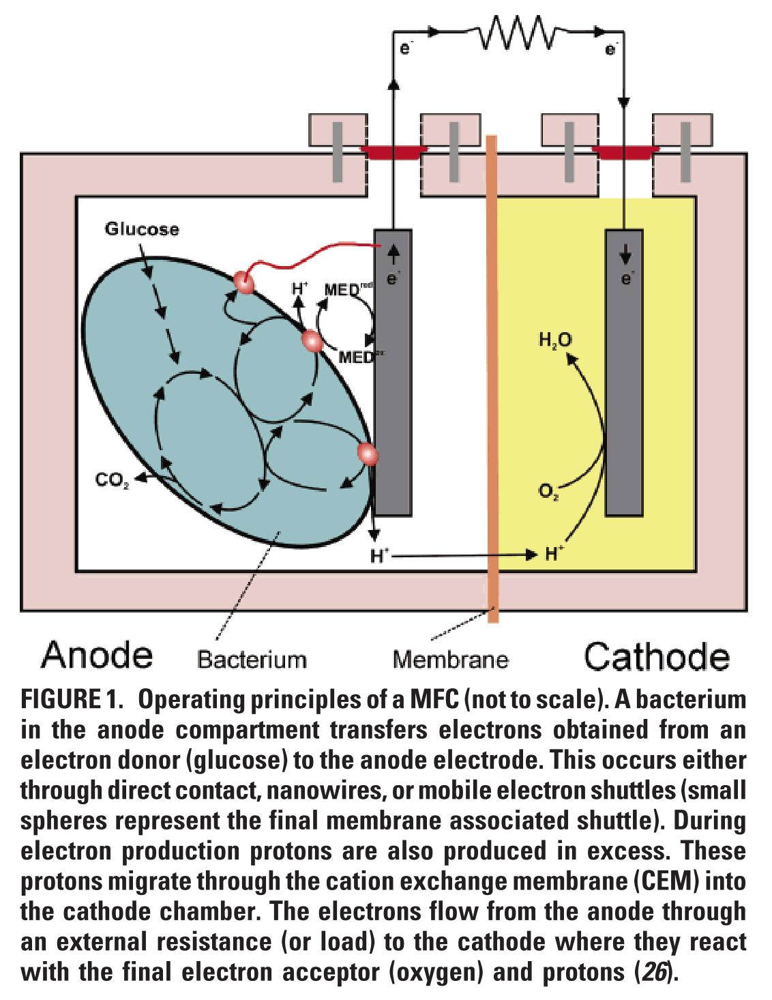 e-
e-
Glucose
H+
MEDred
e-
e-
MEDox
H2O
CO2
O2
H+
H+
Anode
Bacterium
Membrane
Cathode
FIGURE 1. Operating principles of a MFC (not to scale). A bacterium
in the anode compartment transfers electrons obtained from an
electron donor (glucose) to the anode electrode. This occurs either
through direct contact, nanowires, or mobile electron shuttles (small
spheres represent the final membrane associated shuttle). During
electron production protons are also produced in excess. These
protons migrate through the cation exchange membrane (CEM) into
the cathode chamber. The electrons flow from the anode through
an external resistance (or load) to the cathode where they react
with the final electron acceptor (oxygen) and protons (26).